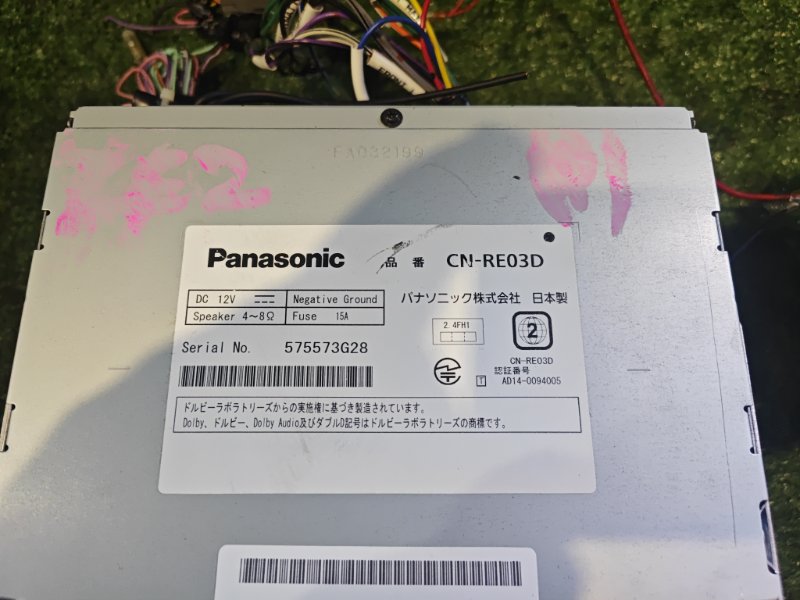 FRONT
FA032199
Panasonic 品番 CN-RE03D
DC 12V Negative Ground
Speaker 4~8Ω Fuse 15A
パナソニック株式会社 日本製
2.4FH1
2
Serial No. 575573G28
CN-RE03D
認証番号
T AD14-0094005
ドルビーラボラトリーズからの実施権に基づき製造されています。
Dolby、ドルビー、Dolby Audio及びダブルD記号はドルビーラボラトリーズの商標です。